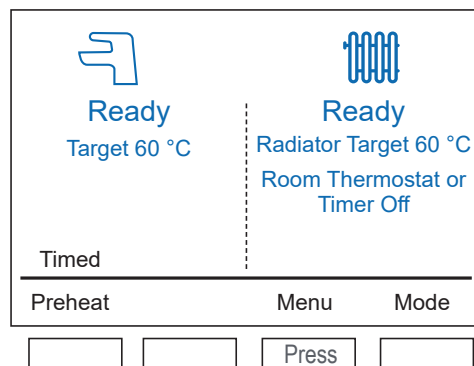 Ready
Target 60 °C
Ready
Radiator Target 60 °C
Room Thermostat or
Timer Off
Timed
Preheat Menu Mode
Press